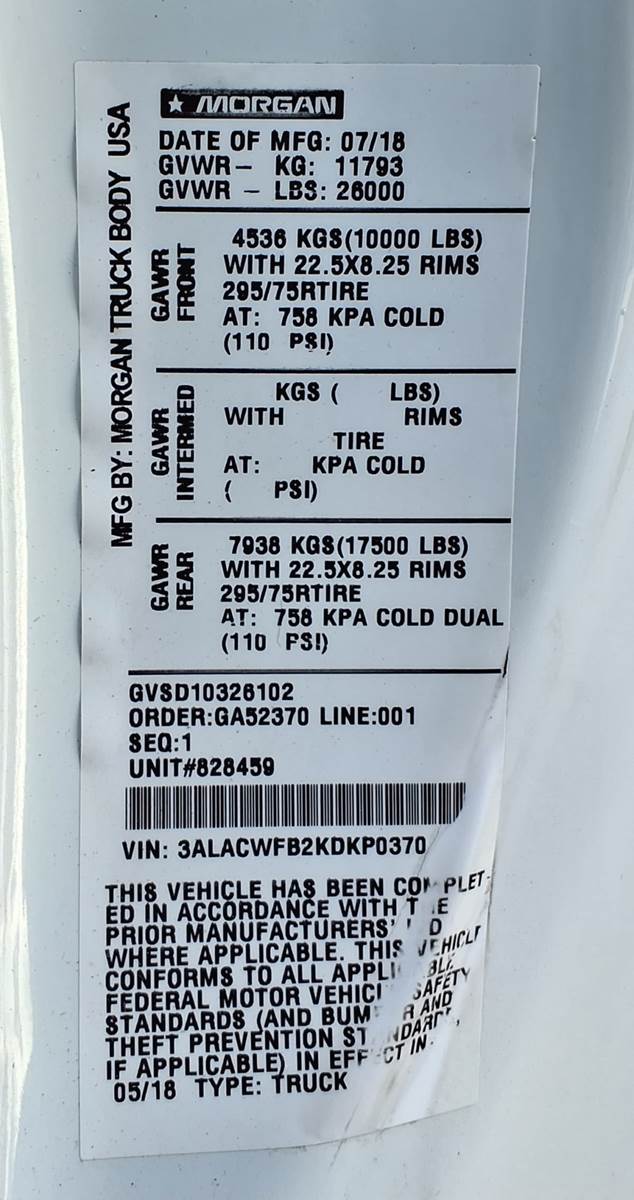 MORGAN
MFG BY: MORGAN TRUCK BODY USA
DATE OF MFG: 07/18
GVWR- KG: 11793
GVWR - LBS: 26000
GAWR FRONT
4536 KGS(10000 LBS)
WITH 22.5X8.25 RIMS
295/75RTIRE
AT: 758 KPA COLD
(110 PSI)
GAWR INTERMED
KGS ( LBS)
WITH RIMS
TIRE
AT: KPA COLD
( PSI)
GAWR REAR
7938 KGS(17500 LBS)
WITH 22.5X8.25 RIMS
295/75RTIRE
AT: 758 KPA COLD DUAL
(110 PSI)
GVSD10326102
ORDER:GA52370 LINE:001
SEQ:1
UNIT#828459
VIN: 3ALACWFB2KDKP0370
THIS VEHICLE HAS BEEN COMPLET-
ED IN ACCORDANCE WITH THE
PRIOR MANUFACTURERS'
WHERE APPLICABLE. THIS VEHICLE
CONFORMS TO ALL APPLICABLE
FEDERAL MOTOR VEHICLE SAFETY
STANDARDS (AND BUMPER AND
THEFT PREVENTION STANDARDS,
IF APPLICABLE) IN EFFECT IN
05/18 TYPE: TRUCK